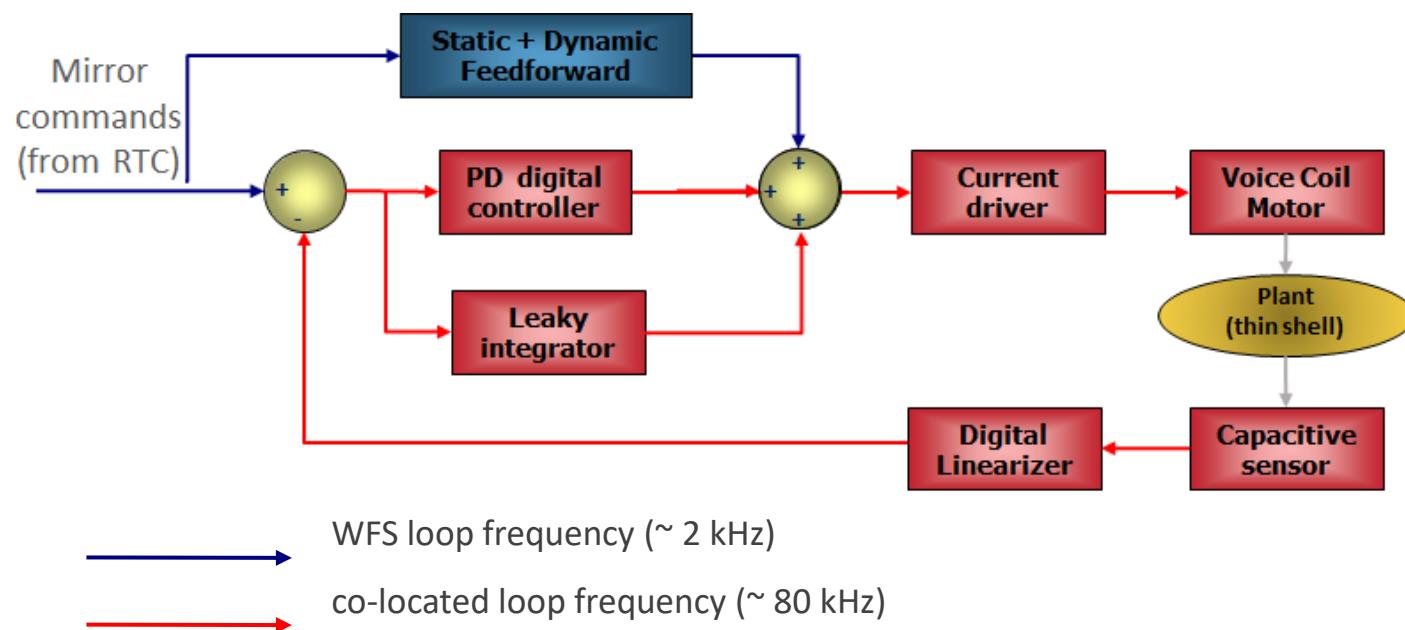 Static + Dynamic
Feedforward
Mirror
commands
(from RTC)
+
-
PD digital
controller
+
+
+
Current
driver
Voice Coil
Motor
Leaky
integrator
Plant
(thin shell)
Digital
Linearizer
Capacitive
sensor
WFS loop frequency (~ 2 kHz)
co-located loop frequency (~ 80 kHz)